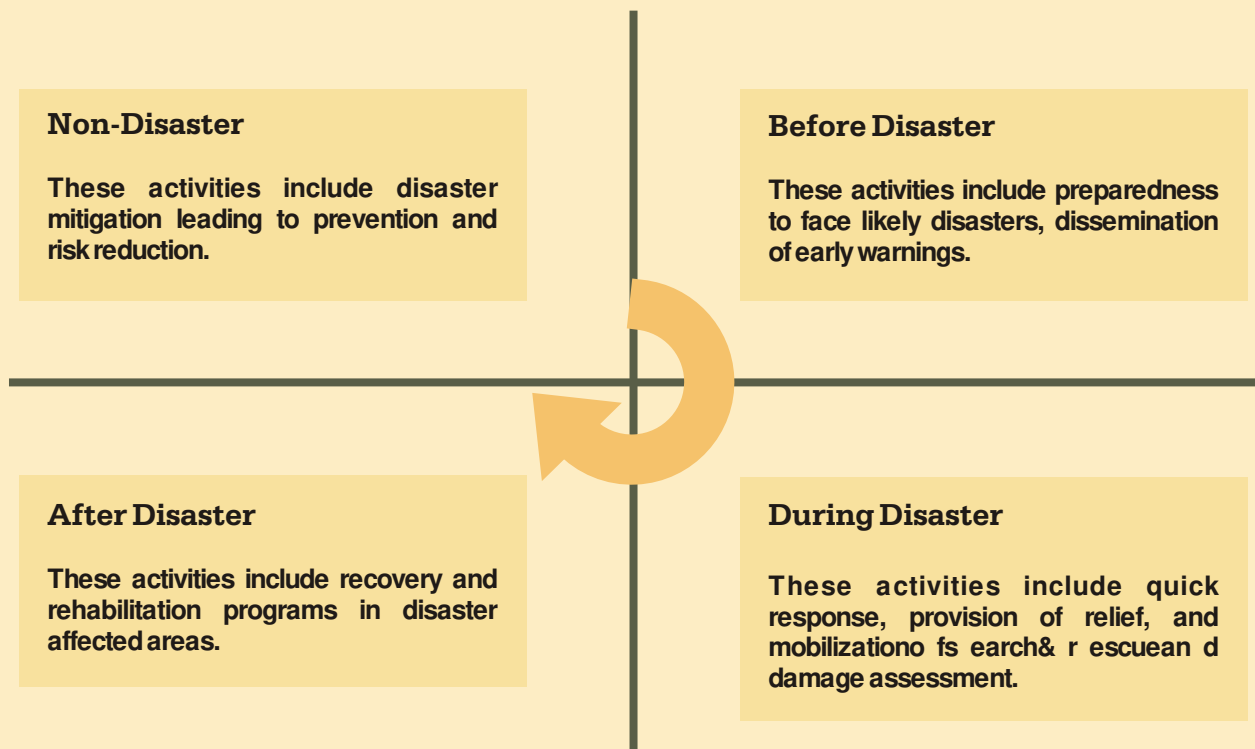 Non-Disaster
These activities include disaster
mitigation leading to prevention and
risk reduction.
Before Disaster
These activities include preparedness
to face likely disasters, dissemination
of early warnings.
After Disaster
These activities include recovery and
rehabilitation programs in disaster
affected areas.
During Disaster
These activities include quick
response, provision of relief, and
mobilizationo fs earch& r escuean d
damage assessment.